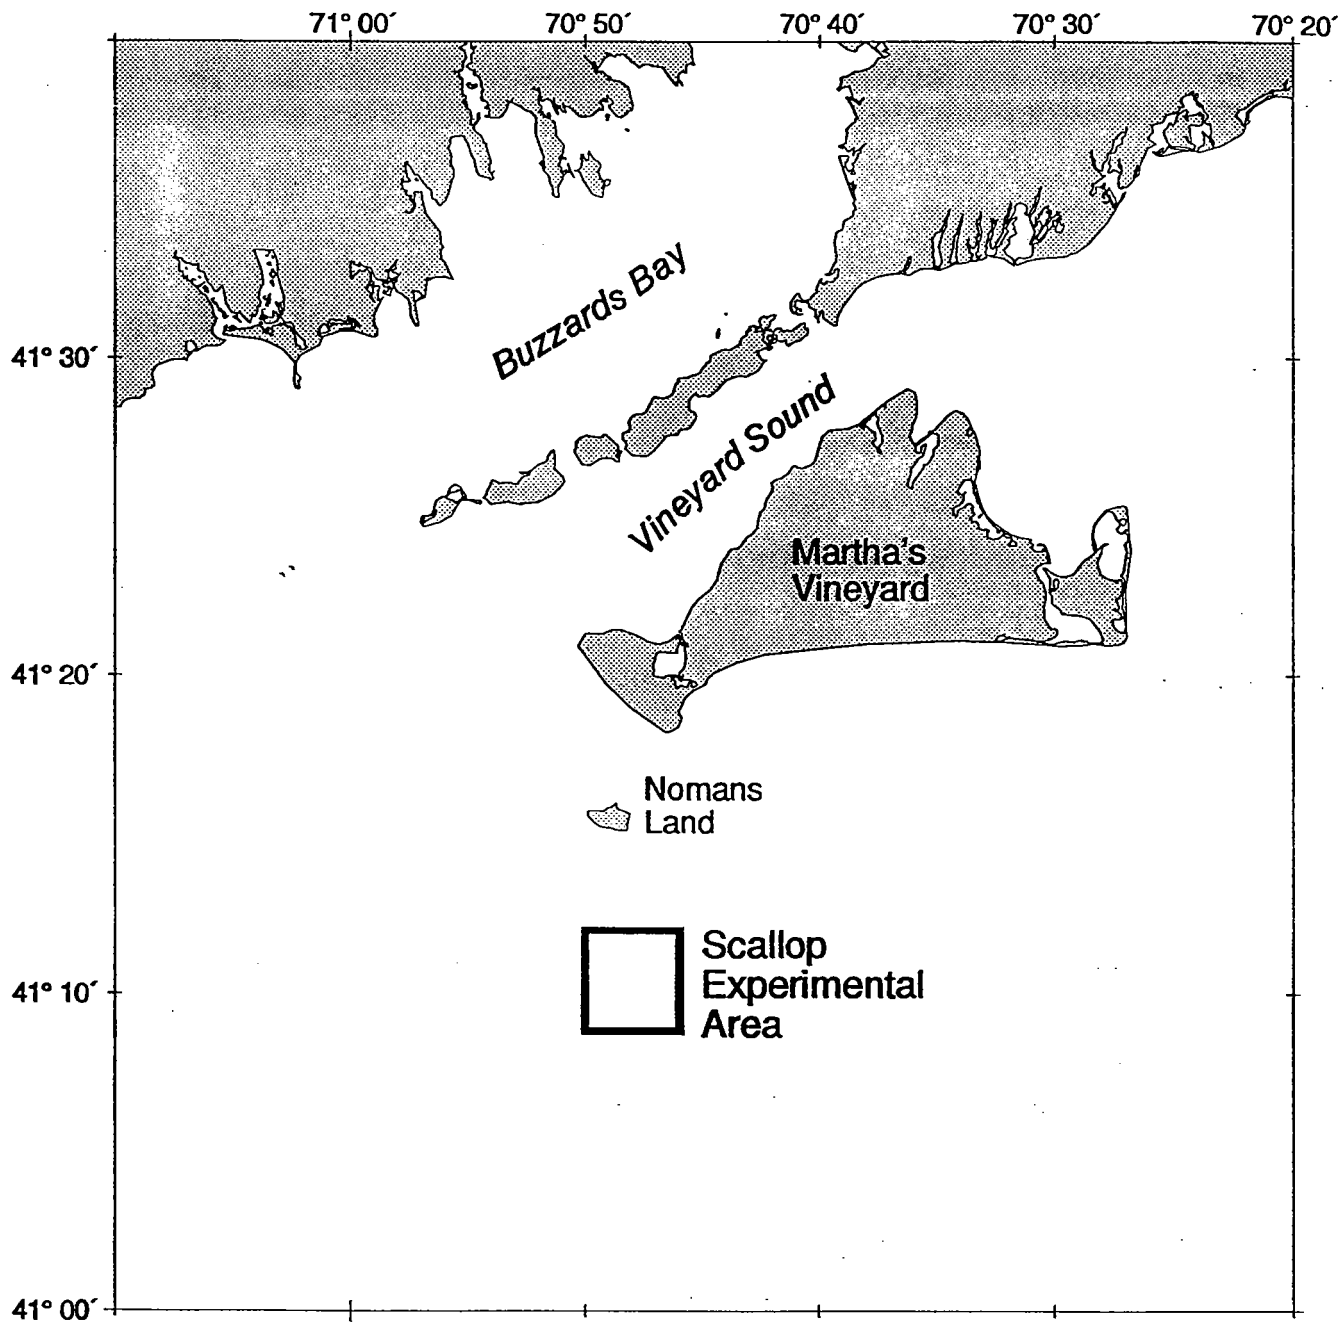 71° 00′
70° 50′
70° 40′
70° 30′
70° 20′
Buzzards Bay
41° 30′
Vineyard Sound
Martha's
Vineyard
41° 20′
Nomans
Land
Scallop
Experimental
Area
41° 10′
41° 00′